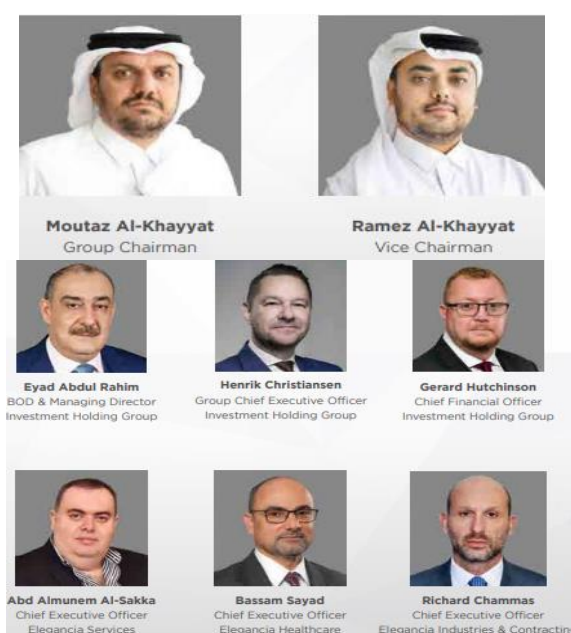 Moutaz Al-Khayyat
Group Chairman
Ramez Al-Khayyat
Vice Chairman
Eyad Abdul Rahim
BOD & Managing Director
Investment Holding Group
Henrik Christiansen
Group Chief Executive Officer
Investment Holding Group
Gerard Hutchinson
Chief Financial Officer
Investment Holding Group
Abd Almunem Al-Sakka
Chief Executive Officer
Elegancia Services
Bassam Sayad
Chief Executive Officer
Elegancia Healthcare
Richard Chammas
Chief Executive Officer
Elegancia Industries & Contractin